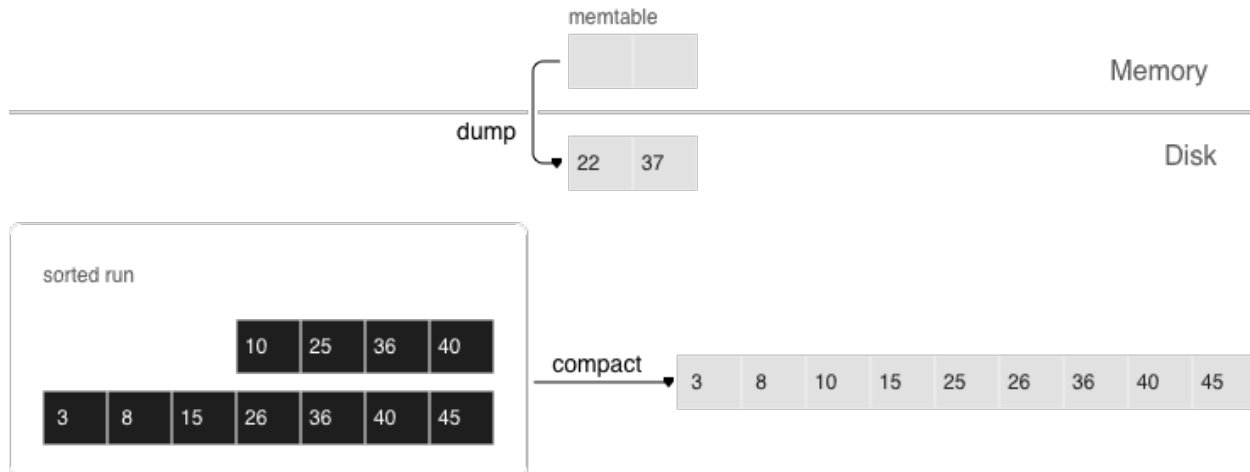 memtable
Memory
dump
22 37
Disk
sorted run
10 25 36 40
compact
3 8 10 15 25 26 36 40 45
3 8 15 26 36 40 45